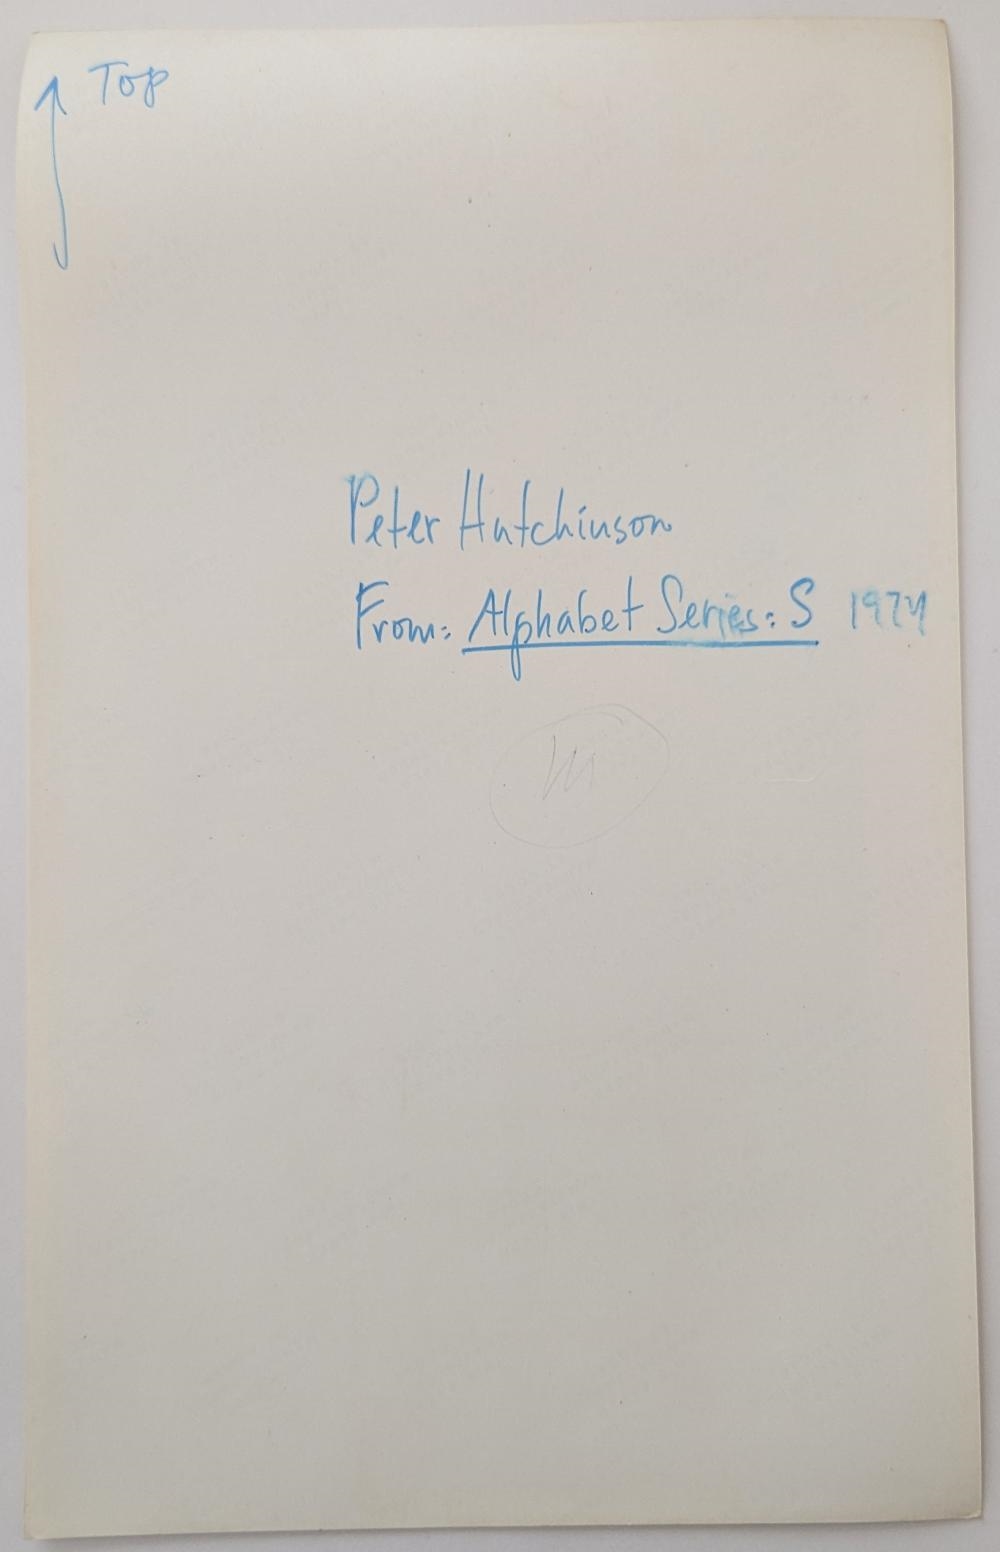 Top
Peter Hutchinson
From: Alphabet Series: S 1974